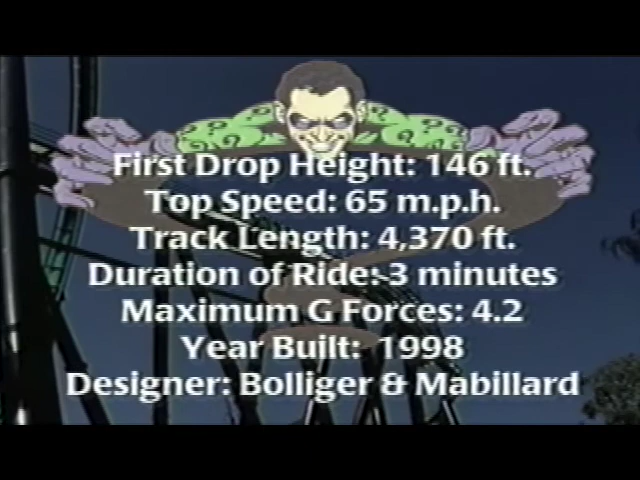 First Drop Height: 146 ft.
Top Speed: 65 m.p.h.
Track Length: 4,370 ft.
Duration of Ride: 3 minutes
Maximum G Forces: 4.2
Year Built: 1998
Designer: Bolliger & Mabillard